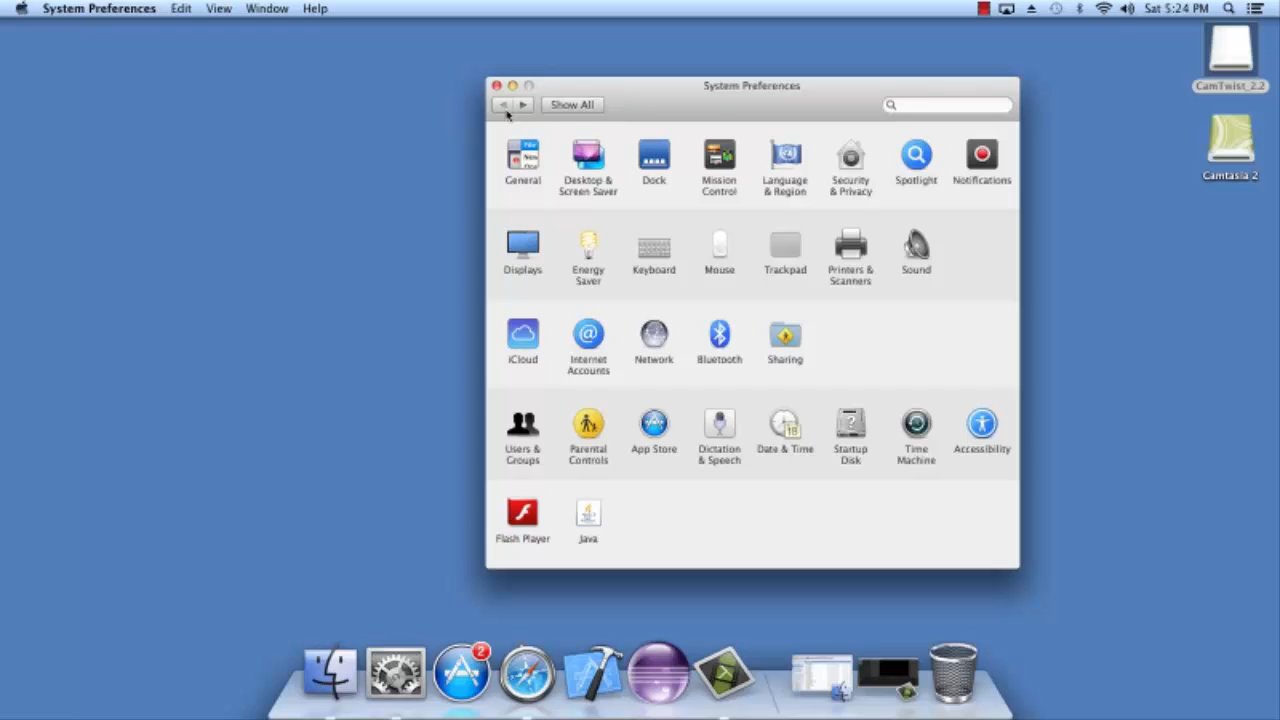 System Preferences Edit View Window Help Sat 5:24 PM
CamTwist_2.2
Camtasia 2
System Preferences
Show All
General Desktop & Screen Saver Dock Mission Control Language & Region Security & Privacy Spotlight Notifications
Displays Energy Saver Keyboard Mouse Trackpad Printers & Scanners Sound
iCloud Internet Accounts Network Bluetooth Sharing
Users & Groups Parental Controls App Store Dictation & Speech Date & Time Startup Disk Time Machine Accessibility
Flash Player Java
2